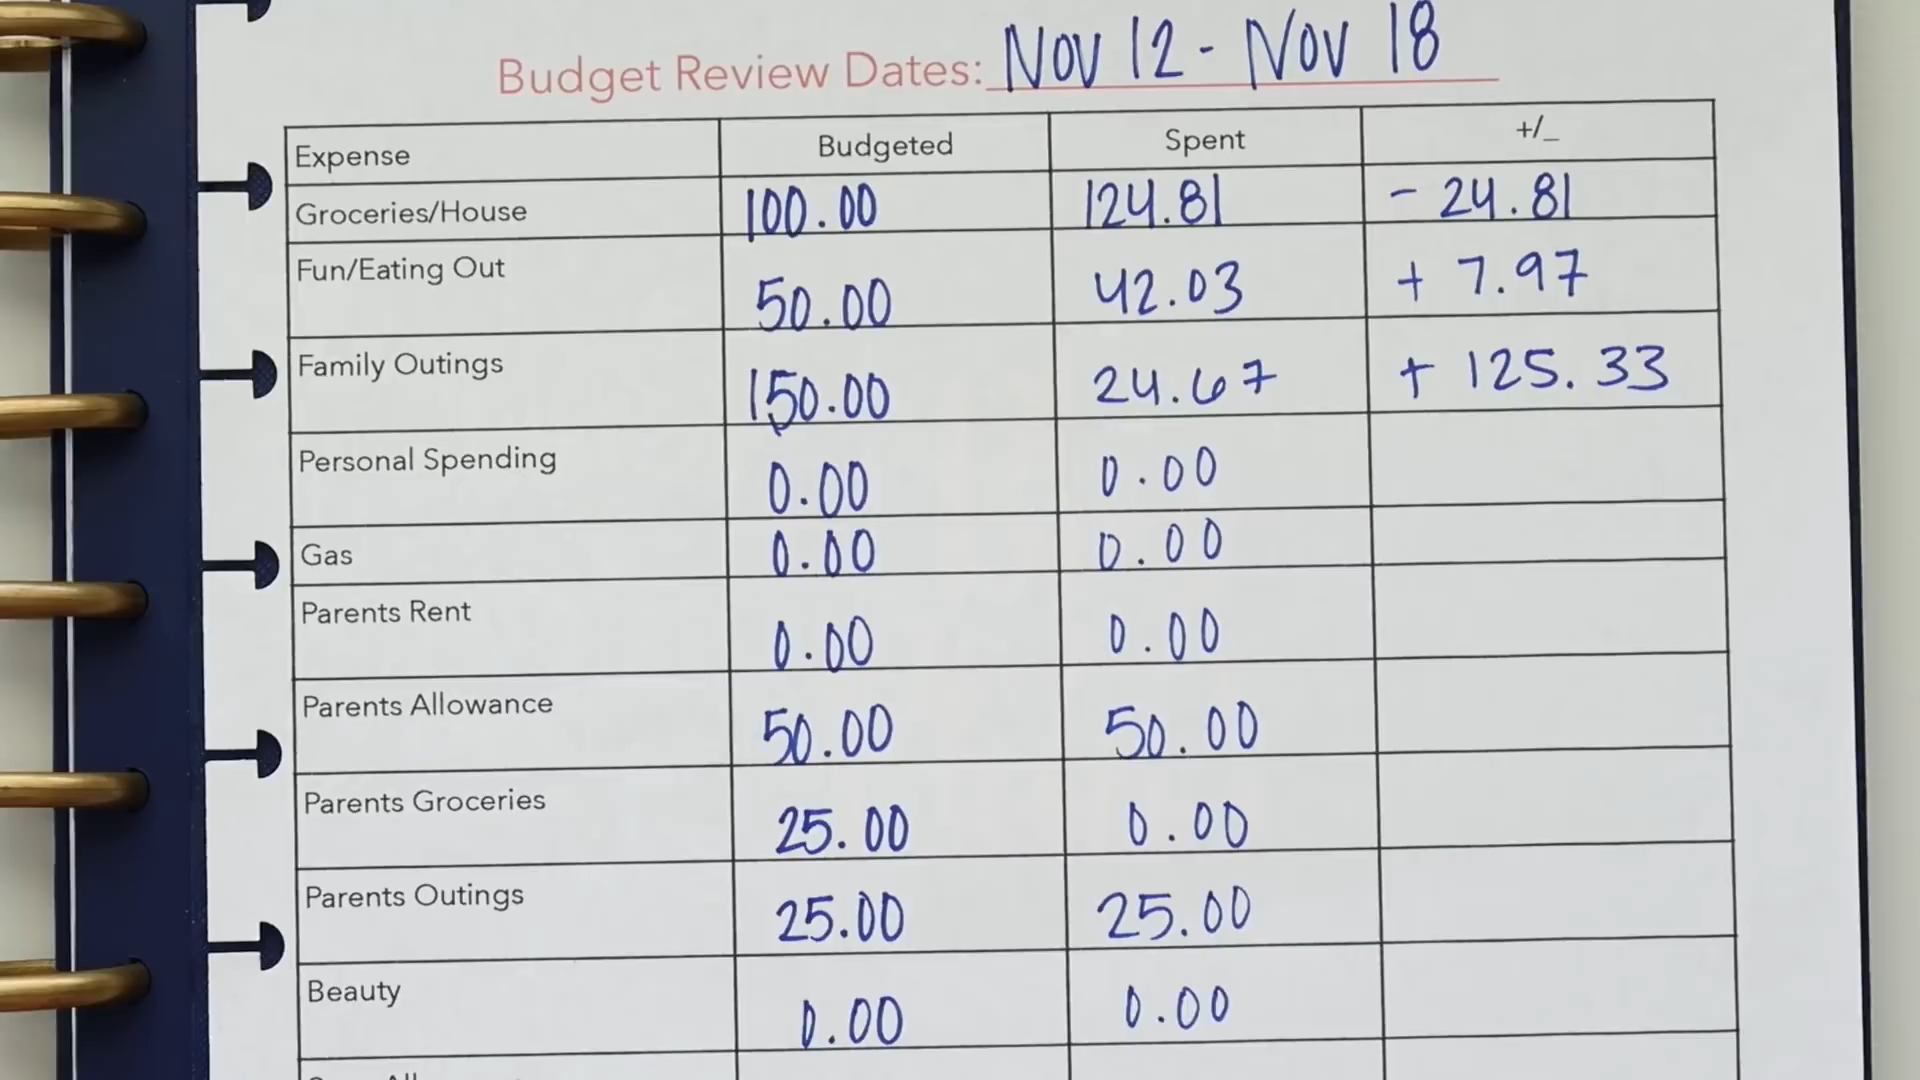 Budget Review Dates: Nov 12 - Nov 18
Expense Budgeted Spent +/_
Groceries/House 100.00 124.81 - 24.81
Fun/Eating Out 50.00 42.03 + 7.97
Family Outings 150.00 24.67 + 125.33
Personal Spending 0.00 0.00
Gas 0.00 0.00
Parents Rent 0.00 0.00
Parents Allowance 50.00 50.00
Parents Groceries 25.00 0.00
Parents Outings 25.00 25.00
Beauty 0.00 0.00